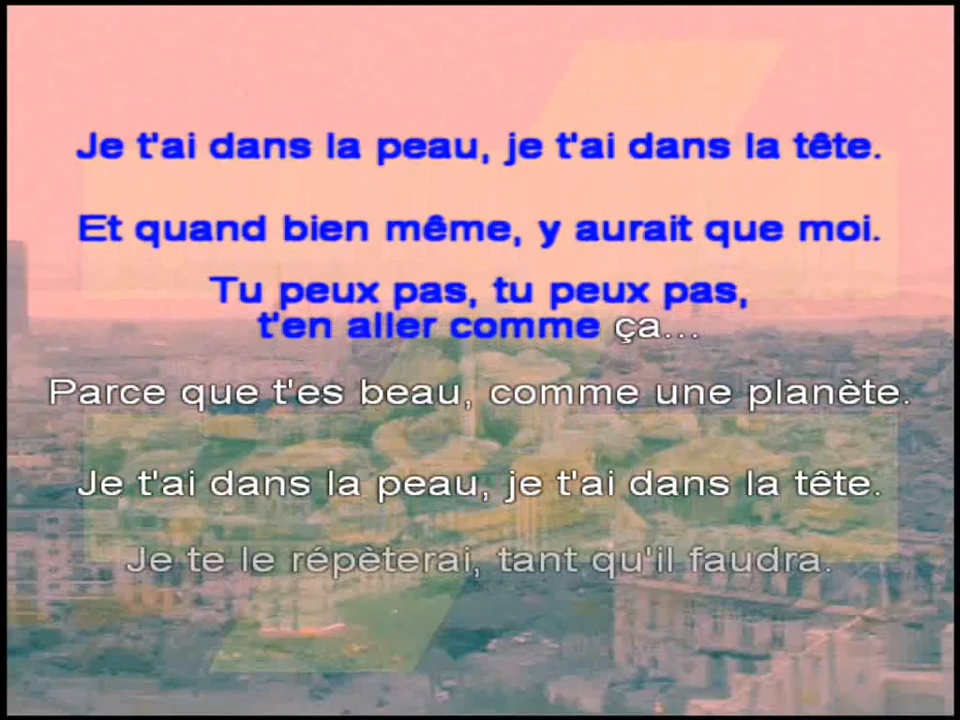 Je t'ai dans la peau, je t'ai dans la tête.
Et quand bien même, y aurait que moi.
Tu peux pas, tu peux pas,
t'en aller comme ça...
Parce que t'es beau, comme une planète.
Je t'ai dans la peau, je t'ai dans la tête.
Je te le répèterai, tant qu'il faudra.